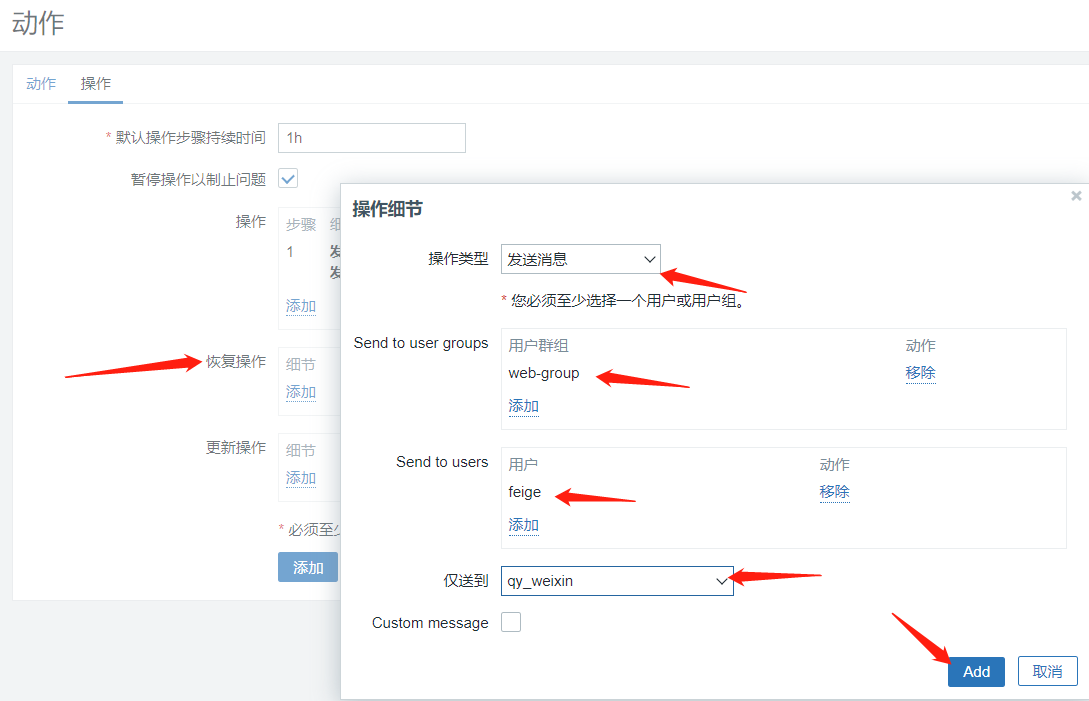 动作
动作 操作
* 默认操作步骤持续时间 1h
暂停操作以制止问题
操作 步骤
1
添加
恢复操作 细节
添加
更新操作 细节
添加
* 必须至
添加
操作细节
操作类型 发送消息
* 您必须至少选择一个用户或用户组。
Send to user groups 用户群组 动作
web-group 移除
添加
Send to users 用户 动作
feige 移除
添加
仅送到 qy_weixin
Custom message
Add 取消